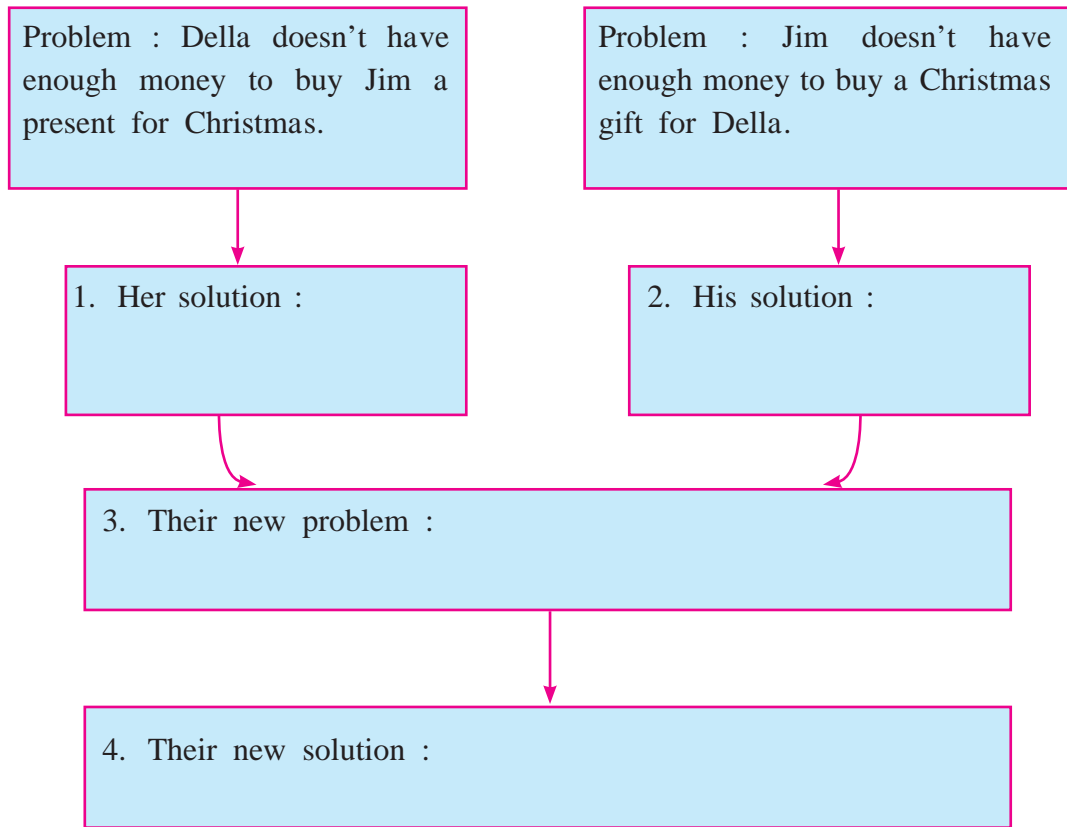 Problem : Della doesn't have
enough money to buy Jim a
present for Christmas.
Problem : Jim doesn't have
enough money to buy a Christmas
gift for Della.
1. Her solution :
2. His solution :
3. Their new problem :
4. Their new solution :